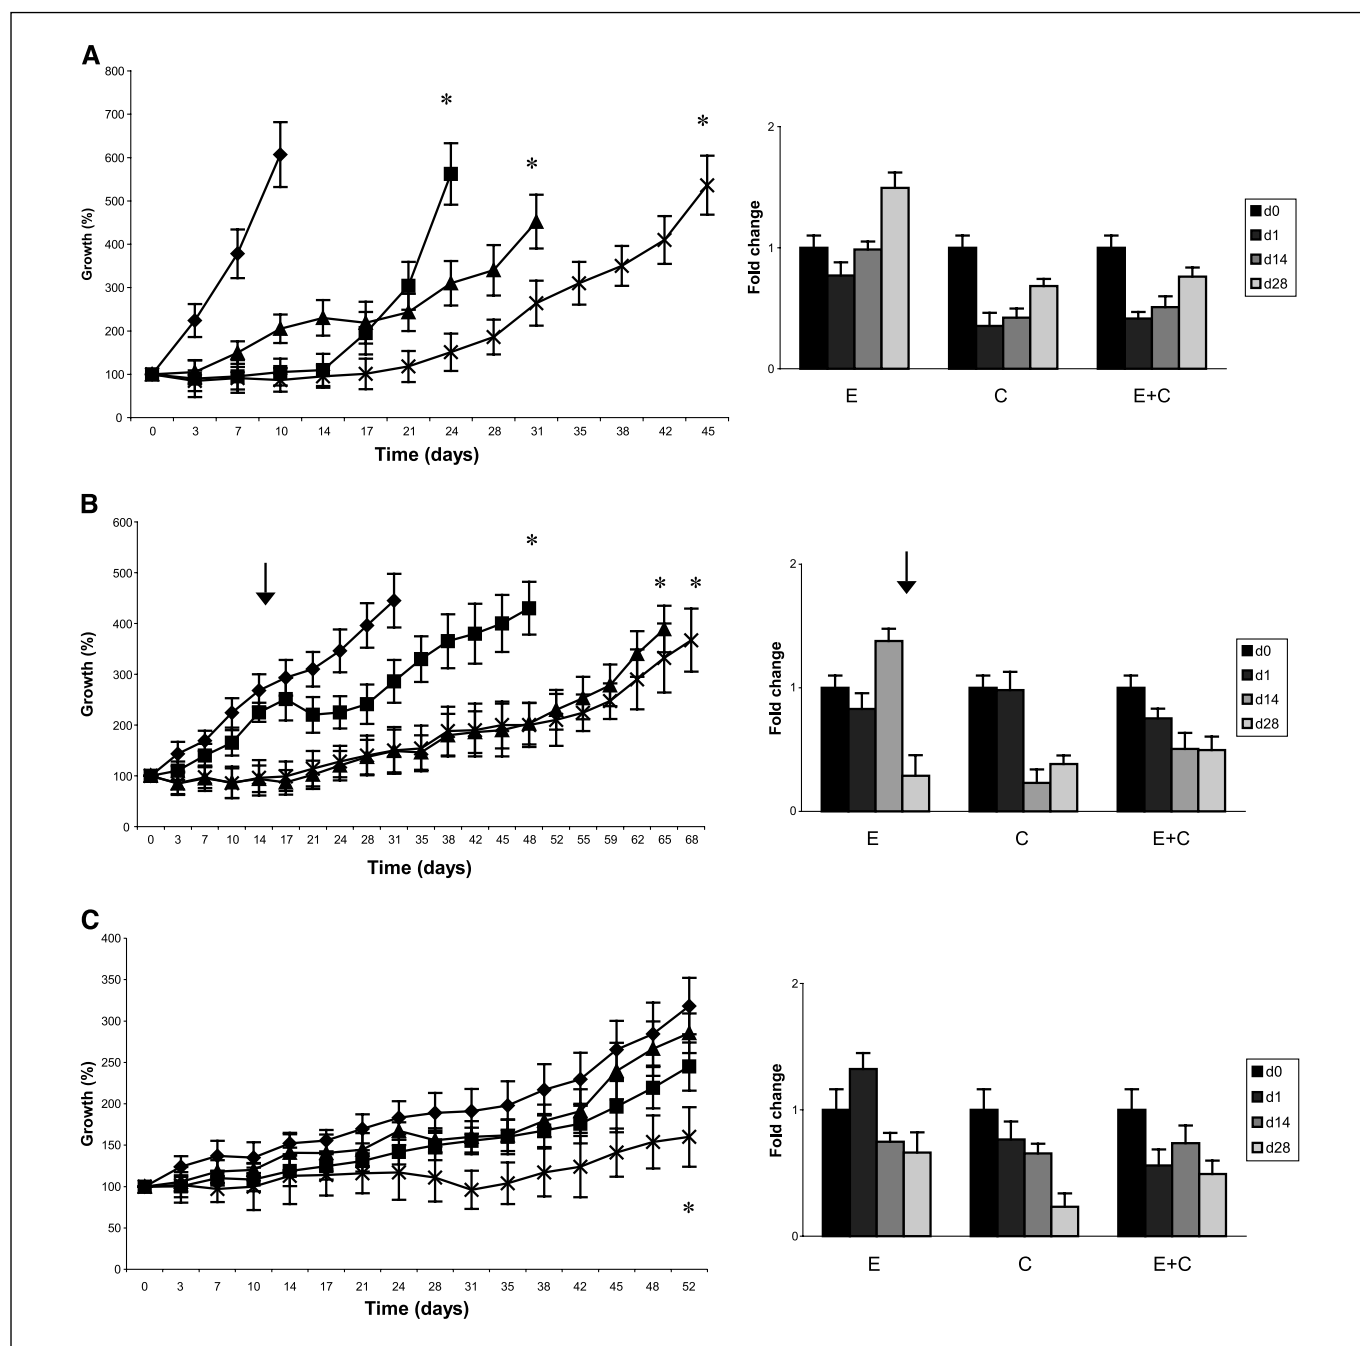 A
800
700
600
500
400
300
200
100
0
Growth (%)
* * *
0 3 7 10 14 17 21 24 28 31 35 38 42 45
Time (days)
2
1
0
Fold change
E C E+C
d0
d1
d14
d28
B
600
500
400
300
200
100
0
Growth (%)
* * *
0 3 7 10 14 17 21 24 28 31 35 38 42 45 48 52 55 59 62 65 68
Time (days)
2
1
0
Fold change
E C E+C
d0
d1
d14
d28
C
400
350
300
250
200
150
100
50
0
Growth (%)
*
0 3 7 10 14 17 21 24 28 31 35 38 42 45 48 52
Time (days)
2
1
0
Fold change
E C E+C
d0
d1
d14
d28